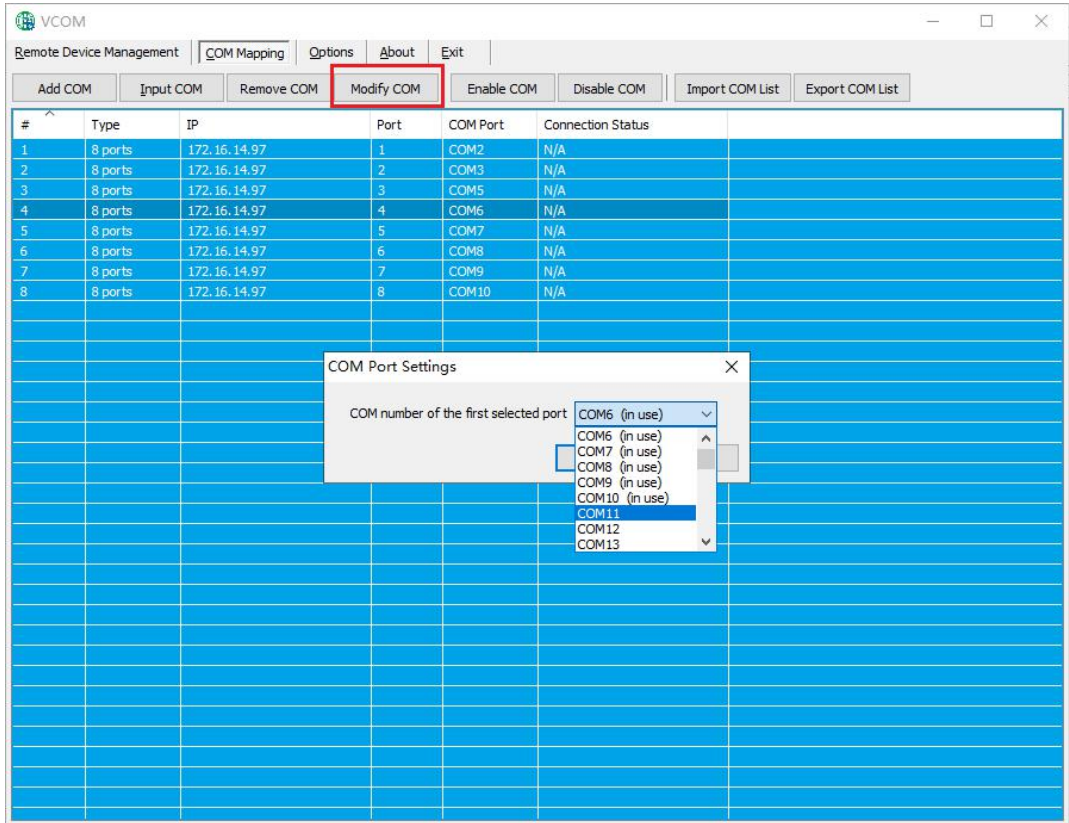 VCOM
Remote Device Management COM Mapping Options About Exit
Add COM Input COM Remove COM Modify COM Enable COM Disable COM Import COM List Export COM List
# Type IP Port COM Port Connection Status
1 8 ports 172.16.14.97 1 COM2 N/A
2 8 ports 172.16.14.97 2 COM3 N/A
3 8 ports 172.16.14.97 3 COM5 N/A
4 8 ports 172.16.14.97 4 COM6 N/A
5 8 ports 172.16.14.97 5 COM7 N/A
6 8 ports 172.16.14.97 6 COM8 N/A
7 8 ports 172.16.14.97 7 COM9 N/A
8 8 ports 172.16.14.97 8 COM10 N/A
COM Port Settings
COM number of the first selected port COM6 (in use)
COM6 (in use)
COM7 (in use)
COM8 (in use)
COM9 (in use)
COM10 (in use)
COM11
COM12
COM13